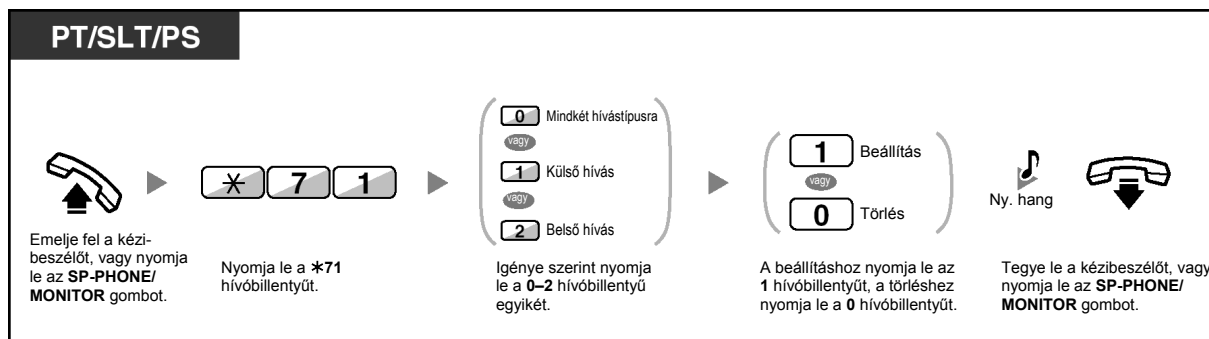 PT/SLT/PS
0 Mindkét hívástípusra
vagy
1 Külső hívás
vagy
2 Belső hívás
1 Beállítás
vagy
0 Törlés
✳ 7 1
Ny. hang
Emelje fel a kézi-
beszélőt, vagy nyomja
le az SP-PHONE/
MONITOR gombot.
Nyomja le a ✳71
hívóbillentyűt.
Igénye szerint nyomja
le a 0–2 hívóbillentyű
egyikét.
A beállításhoz nyomja le az
1 hívóbillentyűt, a törléshez
nyomja le a 0 hívóbillentyűt.
Tegye le a kézibeszélőt, vagy
nyomja le az SP-PHONE/
MONITOR gombot.